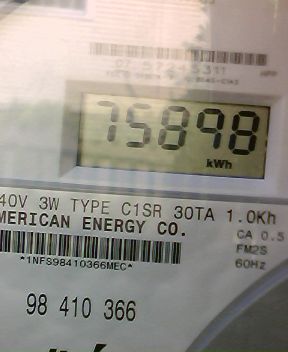 75898
kWh
40V 3W TYPE C1SR 30TA 1.0Kh
MERICAN ENERGY CO.
CA 0.5
FM2S
*1NFS98410366MEC*
60Hz
98 410 366